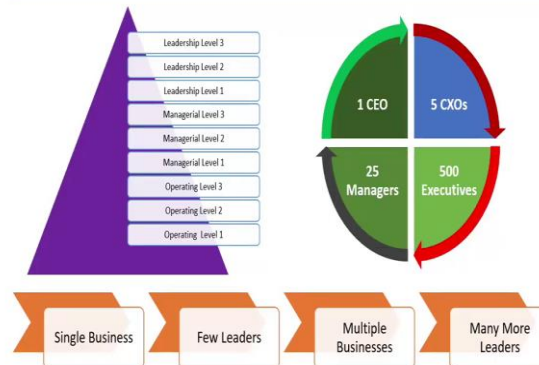 Leadership Level 3
Leadership Level 2
Leadership Level 1
Managerial Level 3
Managerial Level 2
Managerial Level 1
Operating Level 3
Operating Level 2
Operating Level 1
1 CEO
5 CXOs
25
Managers
500
Executives
Single Business
Few Leaders
Multiple
Businesses
Many More
Leaders